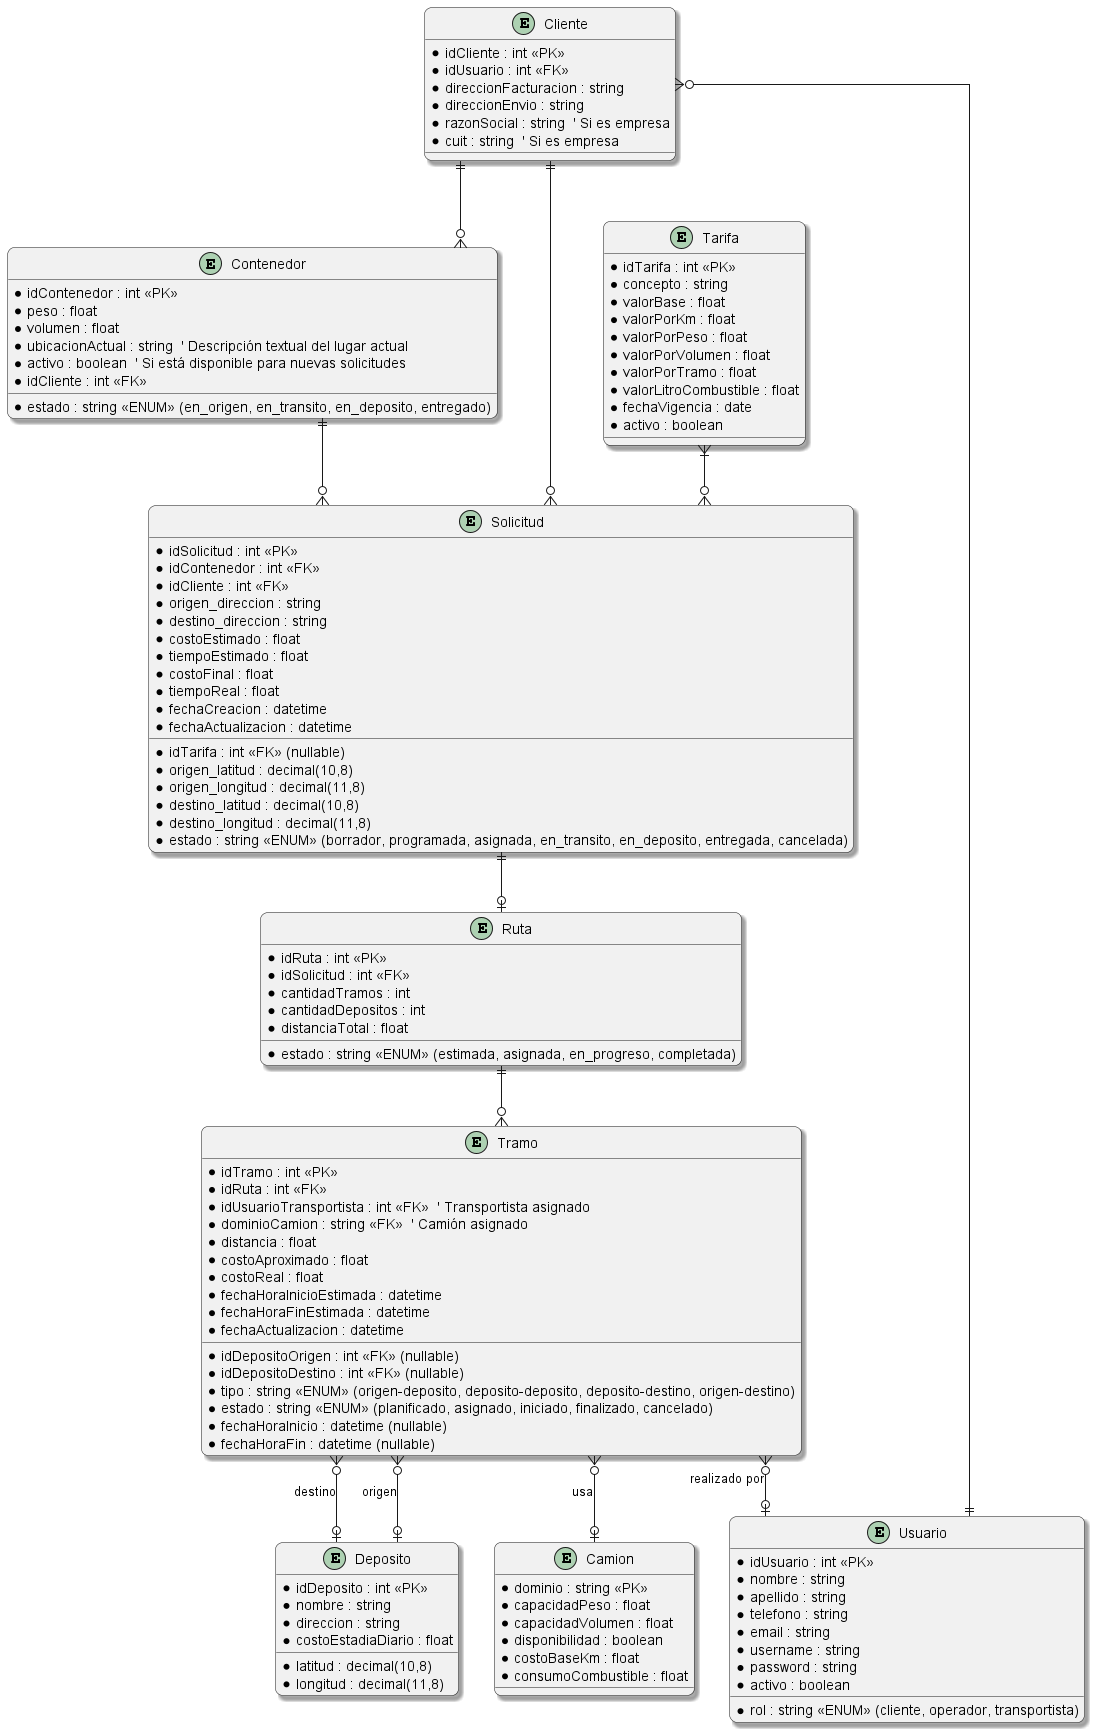 E Cliente
idCliente : int «PK»
idUsuario : int «FK»
direccionFacturacion : string
direccionEnvio : string
razonSocial : string ' Si es empresa
cuit : string ' Si es empresa
E Contenedor
idContenedor : int «PK»
peso : float
volumen : float
ubicacionActual : string ' Descripción textual del lugar actual
activo : boolean ' Si está disponible para nuevas solicitudes
idCliente : int «FK»
estado : string «ENUM» (en_origen, en_transito, en_deposito, entregado)
E Tarifa
idTarifa : int «PK»
concepto : string
valorBase : float
valorPorKm : float
valorPorPeso : float
valorPorVolumen : float
valorPorTramo : float
valorLitroCombustible : float
fechaVigencia : date
activo : boolean
E Solicitud
idSolicitud : int «PK»
idContenedor : int «FK»
idCliente : int «FK»
origen_direccion : string
destino_direccion : string
costoEstimado : float
tiempoEstimado : float
costoFinal : float
tiempoReal : float
fechaCreacion : datetime
fechaActualizacion : datetime
idTarifa : int «FK» (nullable)
origen_latitud : decimal(10,8)
origen_longitud : decimal(11,8)
destino_latitud : decimal(10,8)
destino_longitud : decimal(11,8)
estado : string «ENUM» (borrador, programada, asignada, en_transito, en_deposito, entregada, cancelada)
E Ruta
idRuta : int «PK»
idSolicitud : int «FK»
cantidadTramos : int
cantidadDepositos : int
distanciaTotal : float
estado : string «ENUM» (estimada, asignada, en_progreso, completada)
E Tramo
idTramo : int «PK»
idRuta : int «FK»
idUsuarioTransportista : int «FK» ' Transportista asignado
dominioCamion : string «FK» ' Camión asignado
distancia : float
costoAproximado : float
costoReal : float
fechaHoraInicioEstimada : datetime
fechaHoraFinEstimada : datetime
fechaActualizacion : datetime
idDepositoOrigen : int «FK» (nullable)
idDepositoDestino : int «FK» (nullable)
tipo : string «ENUM» (origen-deposito, deposito-deposito, deposito-destino, origen-destino)
estado : string «ENUM» (planificado, asignado, iniciado, finalizado, cancelado)
fechaHoraInicio : datetime (nullable)
fechaHoraFin : datetime (nullable)
destino
origen
usa
realizado por
E Deposito
idDeposito : int «PK»
nombre : string
direccion : string
costoEstadiaDiario : float
latitud : decimal(10,8)
longitud : decimal(11,8)
E Camion
dominio : string «PK»
capacidadPeso : float
capacidadVolumen : float
disponibilidad : boolean
costoBaseKm : float
consumoCombustible : float
E Usuario
idUsuario : int «PK»
nombre : string
apellido : string
telefono : string
email : string
username : string
password : string
activo : boolean
rol : string «ENUM» (cliente, operador, transportista)